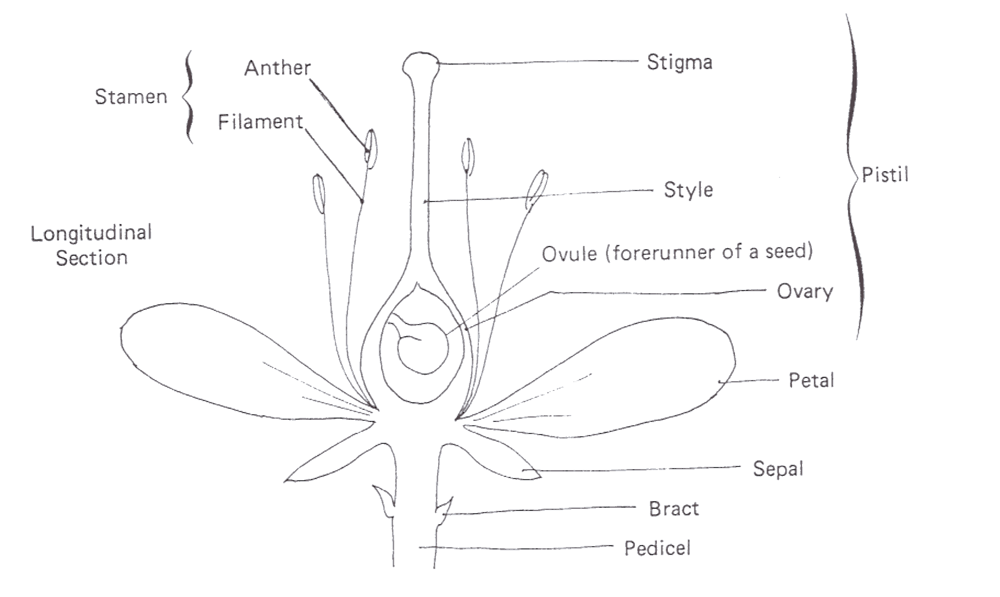 Anther
Stamen
Filament
Stigma
Style
Pistil
Longitudinal
Section
Ovule (forerunner of a seed)
Ovary
Petal
Sepal
Bract
Pedicel